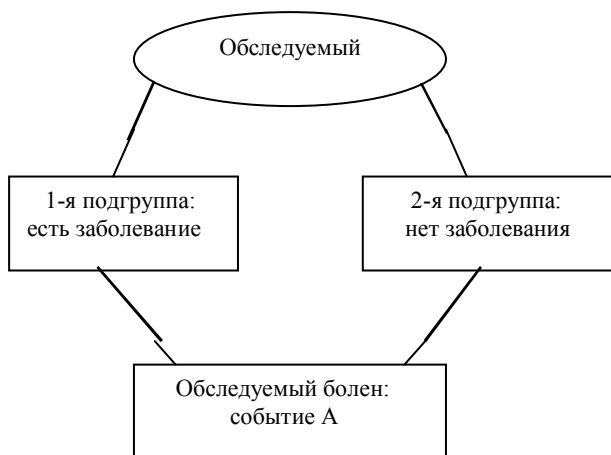 Обследуемый
1-я подгруппа:
есть заболевание
2-я подгруппа:
нет заболевания
Обследуемый болен:
событие А